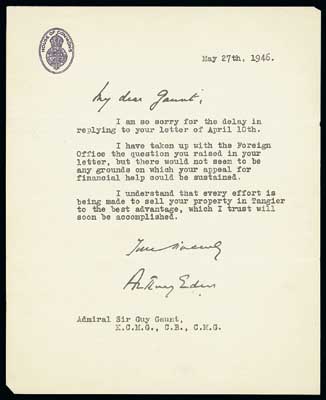 HOUSE OF COMMONS
May 27th, 1946.
My dear Gaunt,
I am so sorry for the delay in
replying to your letter of April 10th.
I have taken up with the Foreign
Office the question you raised in your
letter, but there would not seem to be
any grounds on which your appeal for
financial help could be sustained.
I understand that every effort is
being made to sell your property in Tangier
to the best advantage, which I trust will
soon be accomplished.
Yours sincerely
Anthony Eden
Admiral Sir Guy Gaunt,
K.C.M.G., C.B., C.M.G.